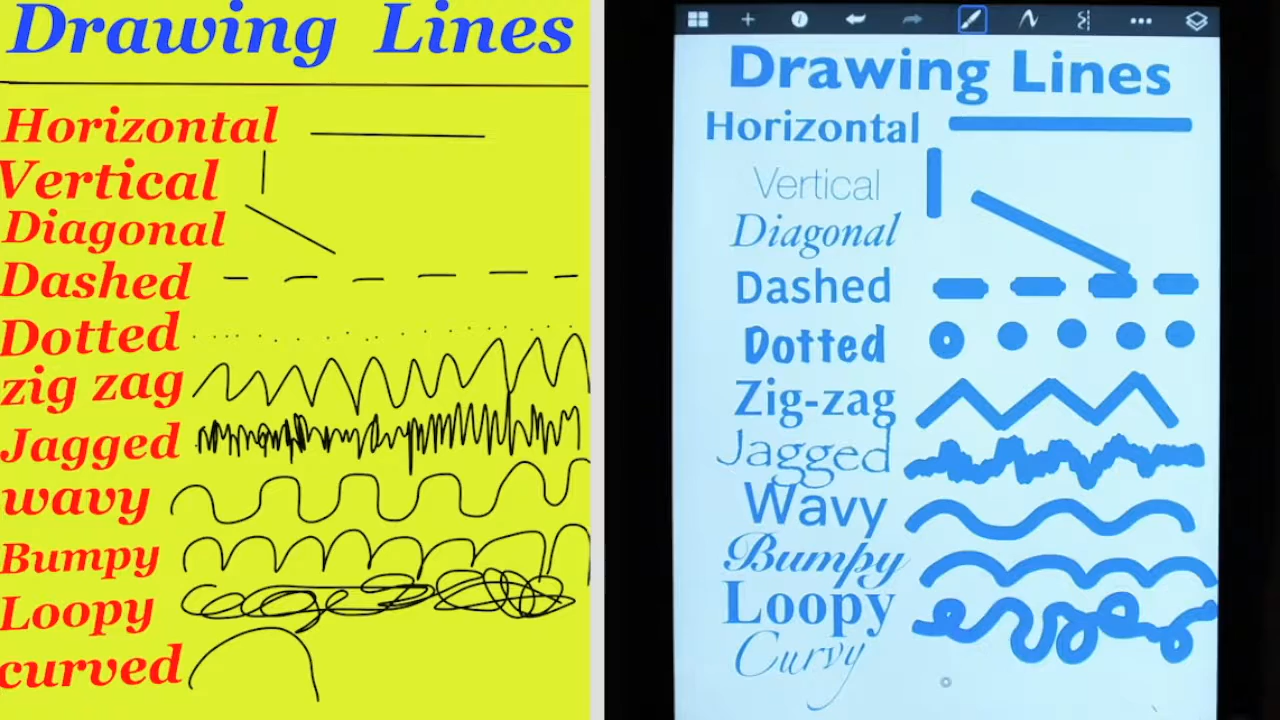 Drawing Lines
Horizontal
Vertical
Diagonal
Dashed
Dotted
zig zag
Jagged
wavy
Bumpy
Loopy
curved
Drawing Lines
Horizontal
Vertical
Diagonal
Dashed
Dotted
Zig-zag
Jagged
Wavy
Bumpy
Loopy
Curvy